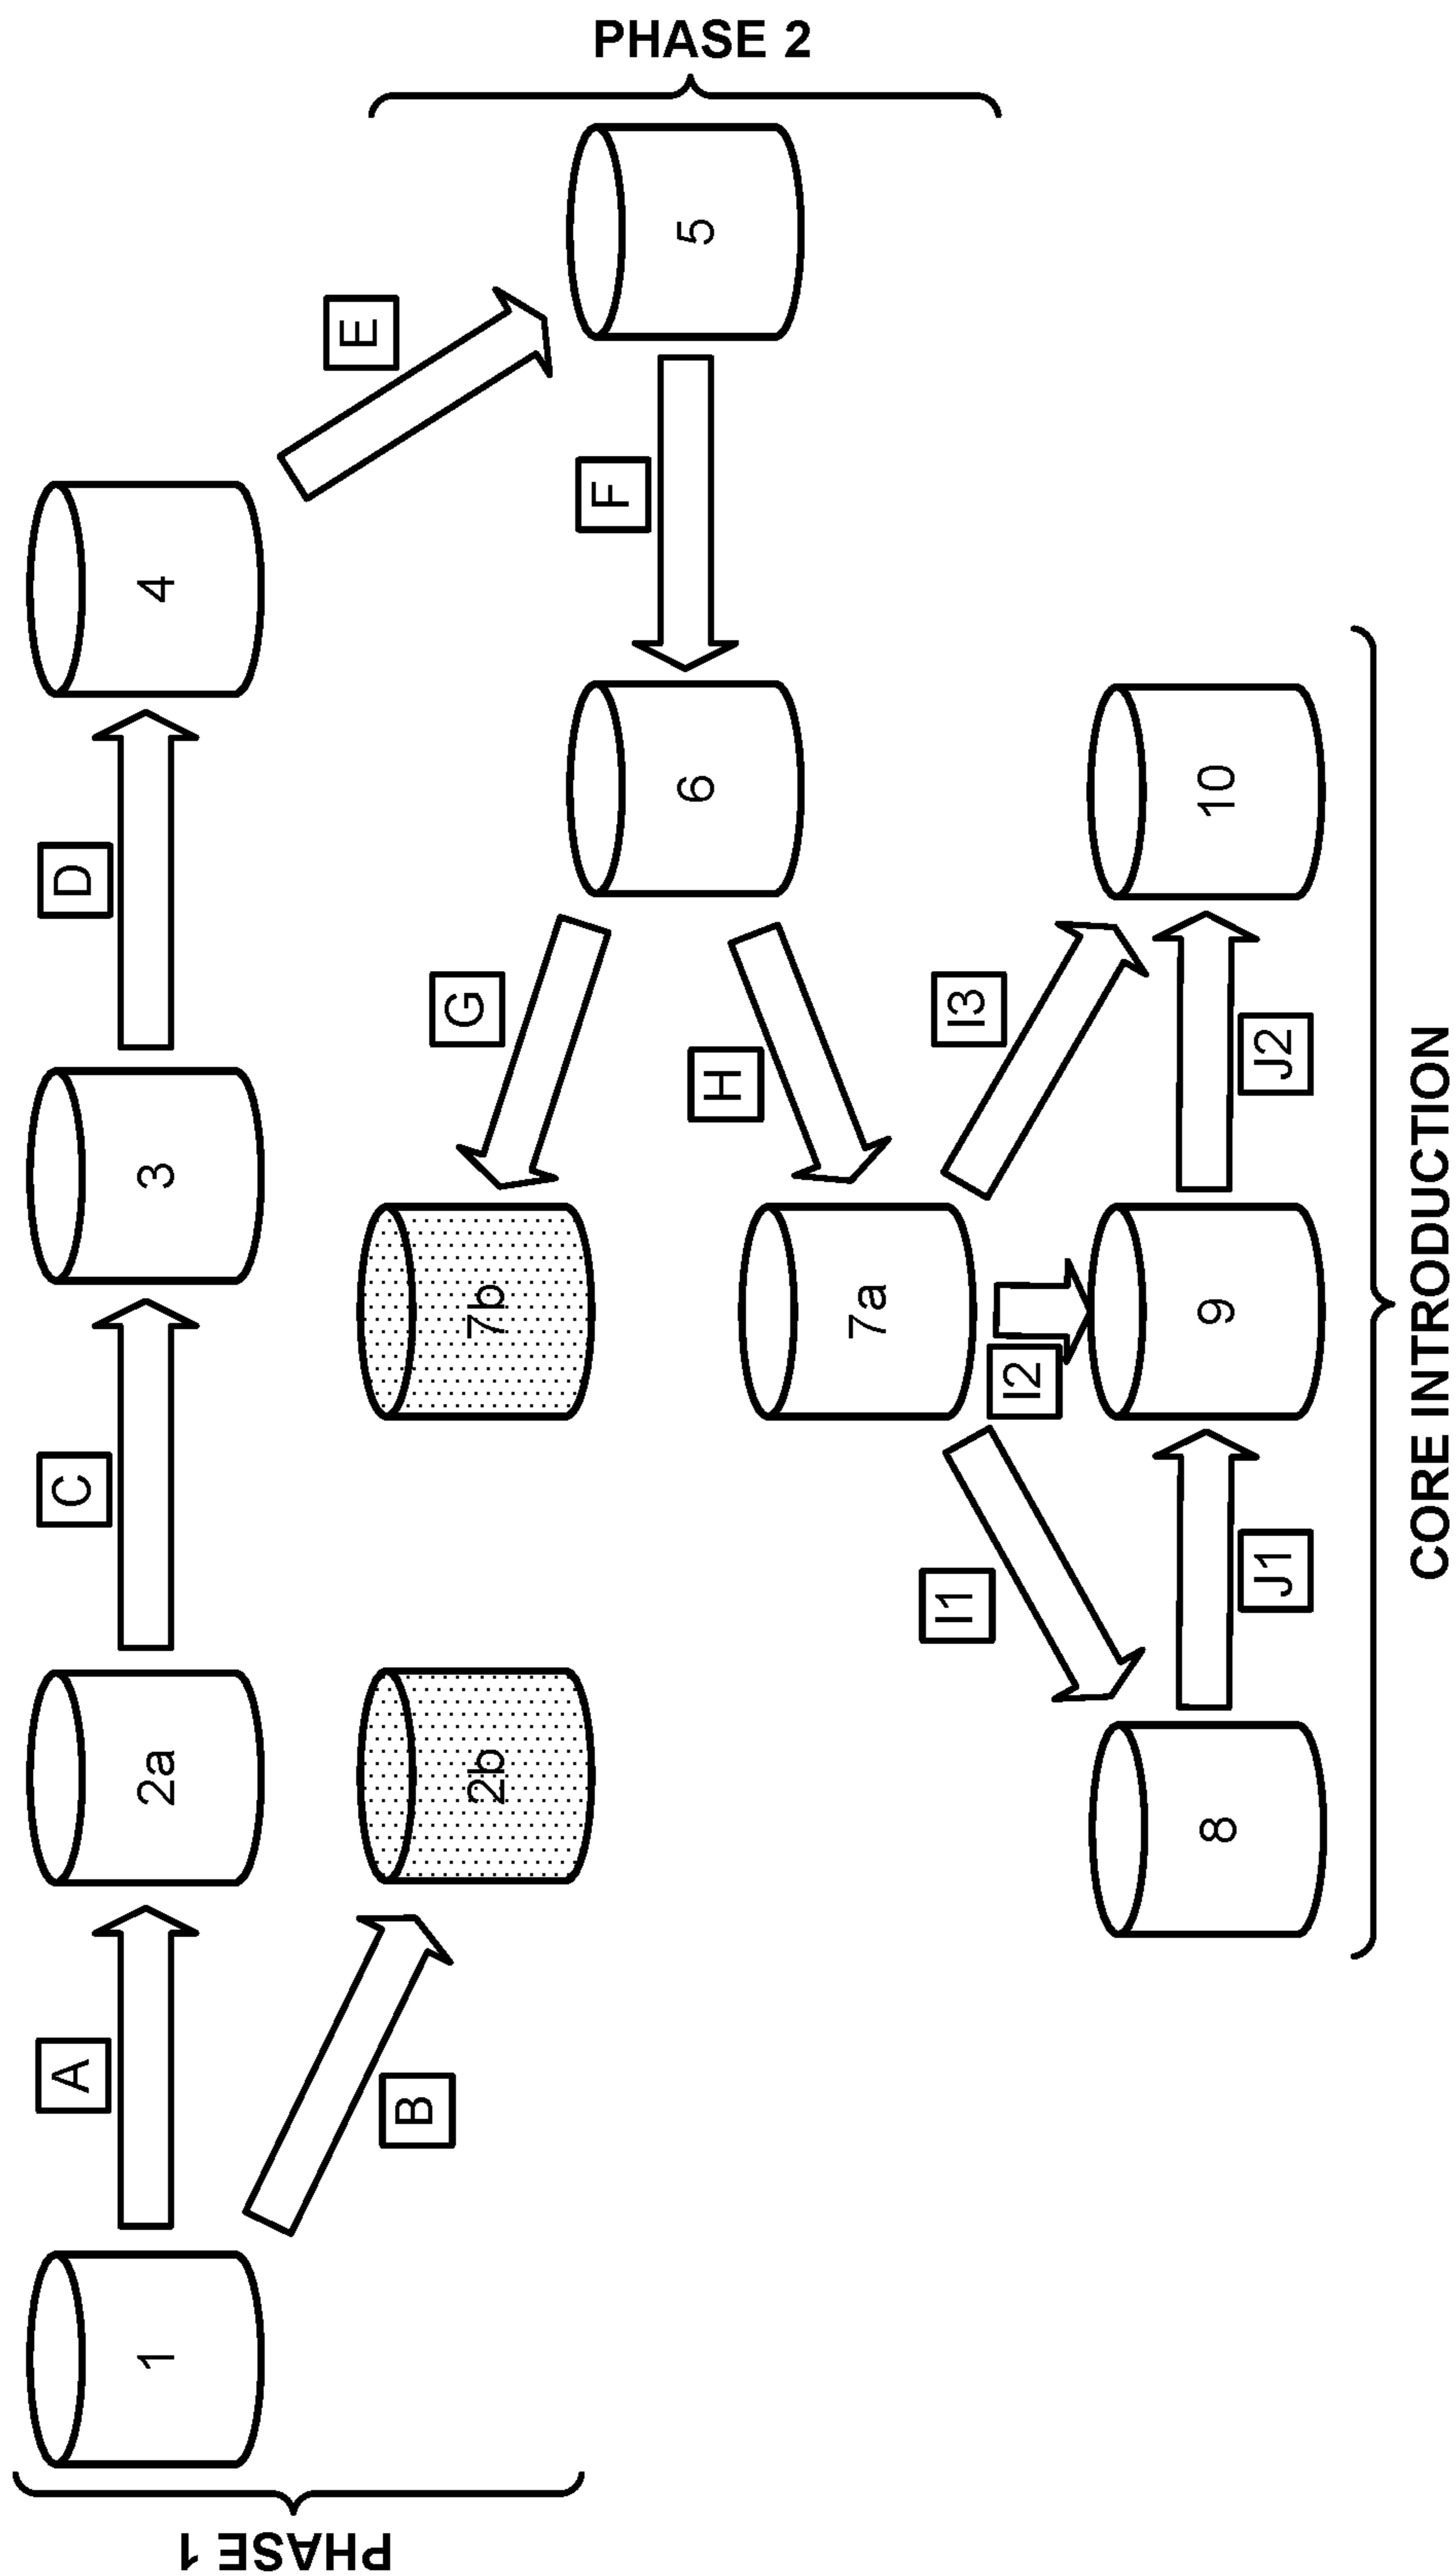 PHASE 1
1
A
B
2a
2b
C
3
D
4
E
PHASE 2
5
F
6
G
H
7b
7a
I1
I2
I3
8
J1
9
J2
10
CORE INTRODUCTION